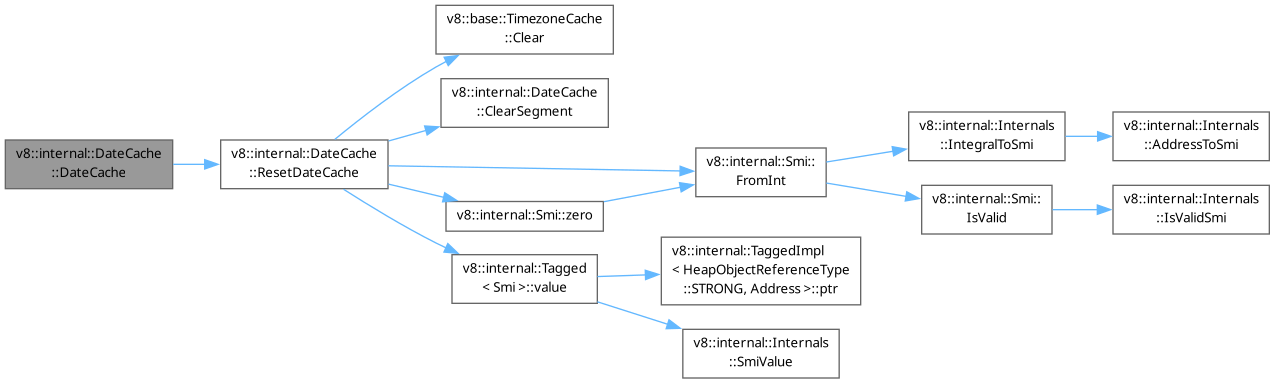 v8::internal::DateCache
::DateCache
v8::internal::DateCache
::ResetDateCache
v8::base::TimezoneCache
::Clear
v8::internal::DateCache
::ClearSegment
v8::internal::Smi::zero
v8::internal::Tagged
< Smi >::value
v8::internal::Smi::
FromInt
v8::internal::TaggedImpl
< HeapObjectReferenceType
::STRONG, Address >::ptr
v8::internal::Internals
::SmiValue
v8::internal::Internals
::IntegralToSmi
v8::internal::Smi::
IsValid
v8::internal::Internals
::AddressToSmi
v8::internal::Internals
::IsValidSmi